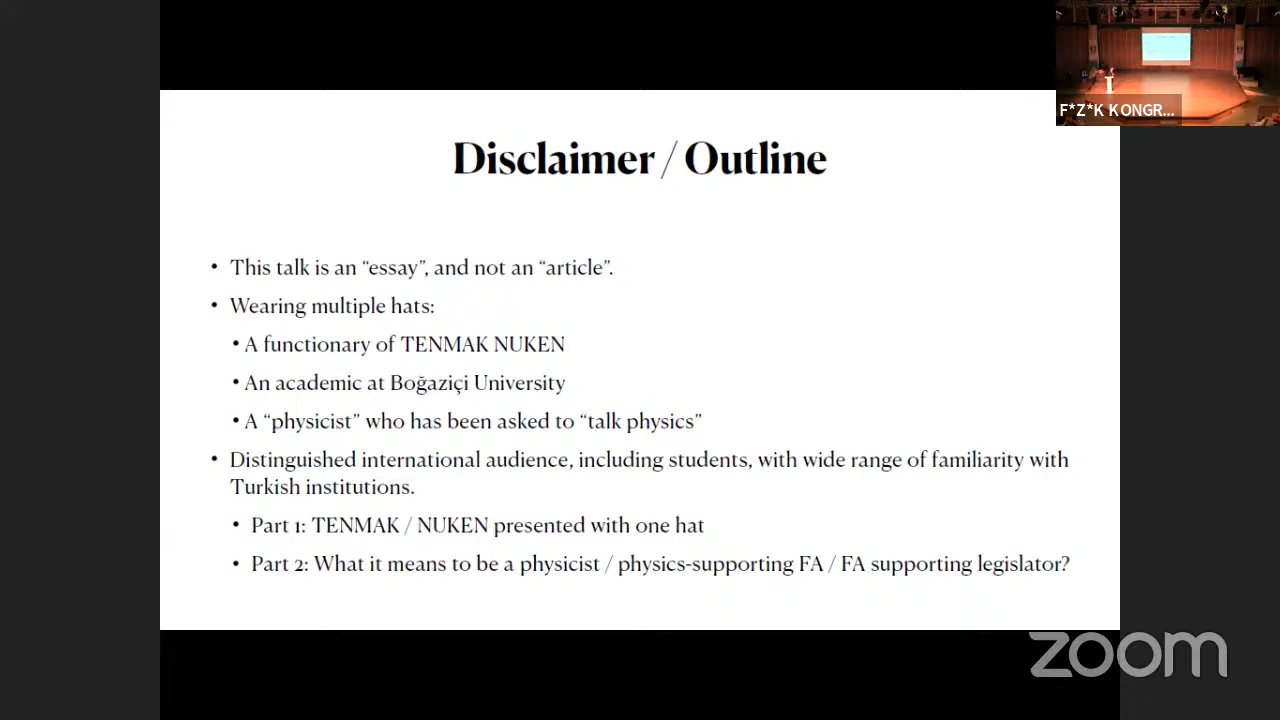 F*Z*K KONGR...
Disclaimer / Outline
• This talk is an “essay”, and not an “article”.
• Wearing multiple hats:
• A functionary of TENMAK NUKEN
• An academic at Boğaziçi University
• A “physicist” who has been asked to “talk physics”
• Distinguished international audience, including students, with wide range of familiarity with
Turkish institutions.
• Part 1: TENMAK / NUKEN presented with one hat
• Part 2: What it means to be a physicist / physics-supporting FA / FA supporting legislator?
zoom